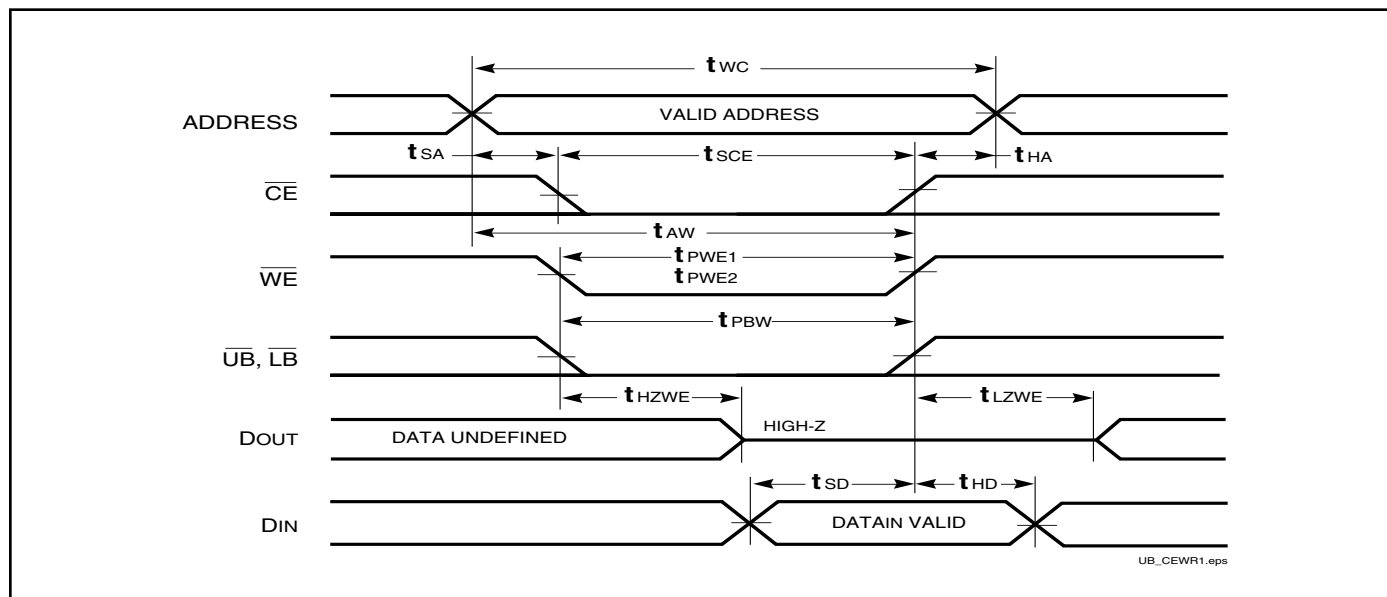 tWC
ADDRESS
VALID ADDRESS
tSA
tSCE
tHA
CE
tAW
tPWE1
WE
tPWE2
tPBW
UB, LB
tHZWE
tLZWE
DOUT
DATA UNDEFINED
HIGH-Z
tSD
tHD
DIN
DATAIN VALID
UB_CEWR1.eps